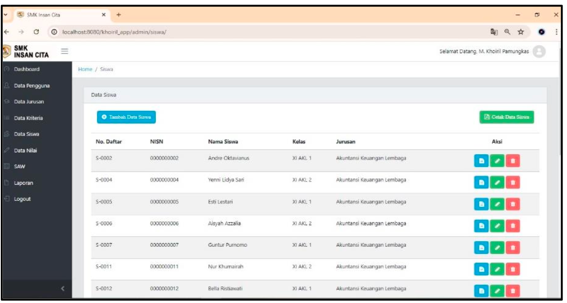 SMK Insan Cita
localhost:8080/khoiril_app/admin/siswa/
SMK
INSAN CITA
Selamat Datang, M. Khoiril Pamungkas
Dashboard
Data Pengguna
Data Jurusan
Data Kriteria
Data Siswa
Data Nilai
SAW
Laporan
Logout
Home / Siswa
Data Siswa
Tambah Data Siswa
Cetak Data Siswa
No. Daftar NISN Nama Siswa Kelas Jurusan Aksi
S-0002 0000000002 Andre Oktavianus XI AKL 1 Akuntansi Keuangan Lembaga
S-0004 0000000004 Yenni Lidya Sari XI AKL 2 Akuntansi Keuangan Lembaga
S-0005 0000000005 Esti Lestari XI AKL 1 Akuntansi Keuangan Lembaga
S-0006 0000000006 Aisyah Azzalia XI AKL 2 Akuntansi Keuangan Lembaga
S-0007 0000000007 Guntur Purnomo XI AKL 1 Akuntansi Keuangan Lembaga
S-0011 0000000011 Nur Khumairah XI AKL 2 Akuntansi Keuangan Lembaga
S-0012 0000000012 Bella Ristiawati XI AKL 1 Akuntansi Keuangan Lembaga